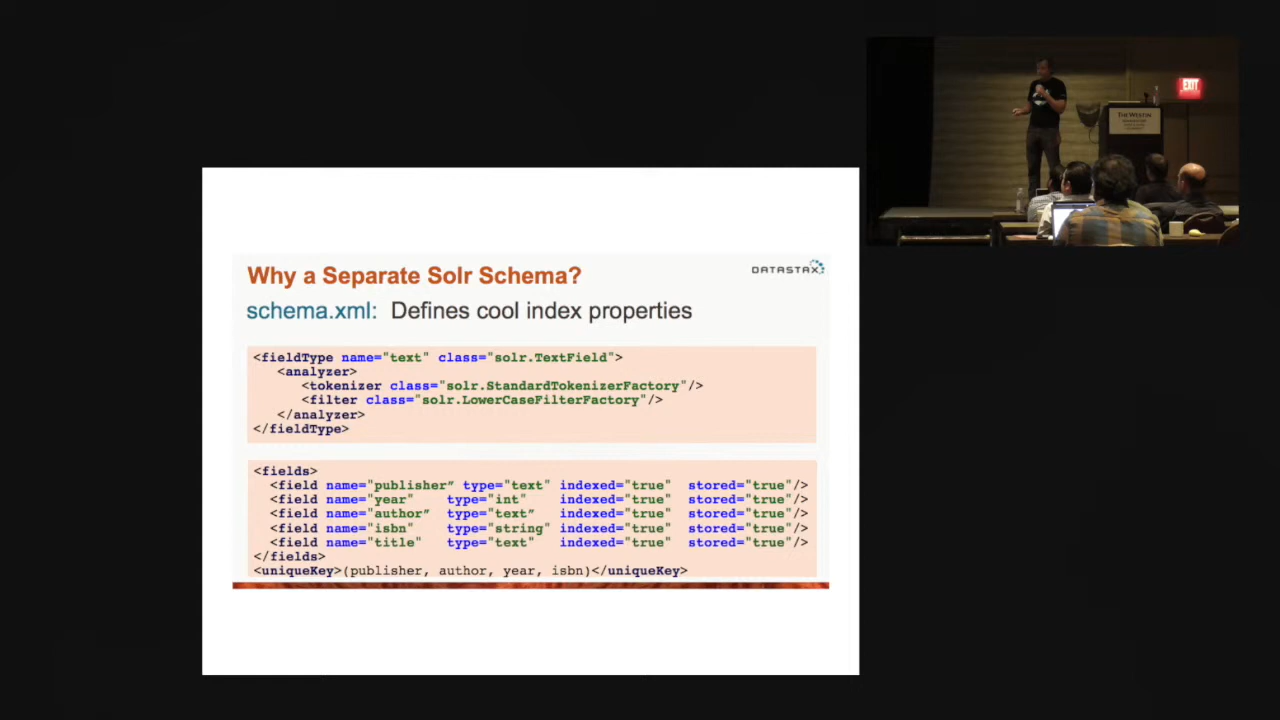 EXIT
THE WESTIN
Why a Separate Solr Schema?
DATASTAX
schema.xml: Defines cool index properties
<fieldType name="text" class="solr.TextField">
<analyzer>
<tokenizer class="solr.StandardTokenizerFactory"/>
<filter class="solr.LowerCaseFilterFactory"/>
</analyzer>
</fieldType>
<fields>
<field name="publisher” type="text" indexed="true" stored="true"/>
<field name="year" type="int" indexed="true" stored="true"/>
<field name="author” type="text” indexed="true" stored="true"/>
<field name="isbn" type="string" indexed="true" stored="true"/>
<field name="title" type="text" indexed="true" stored="true"/>
</fields>
<uniqueKey>(publisher, author, year, isbn)</uniqueKey>